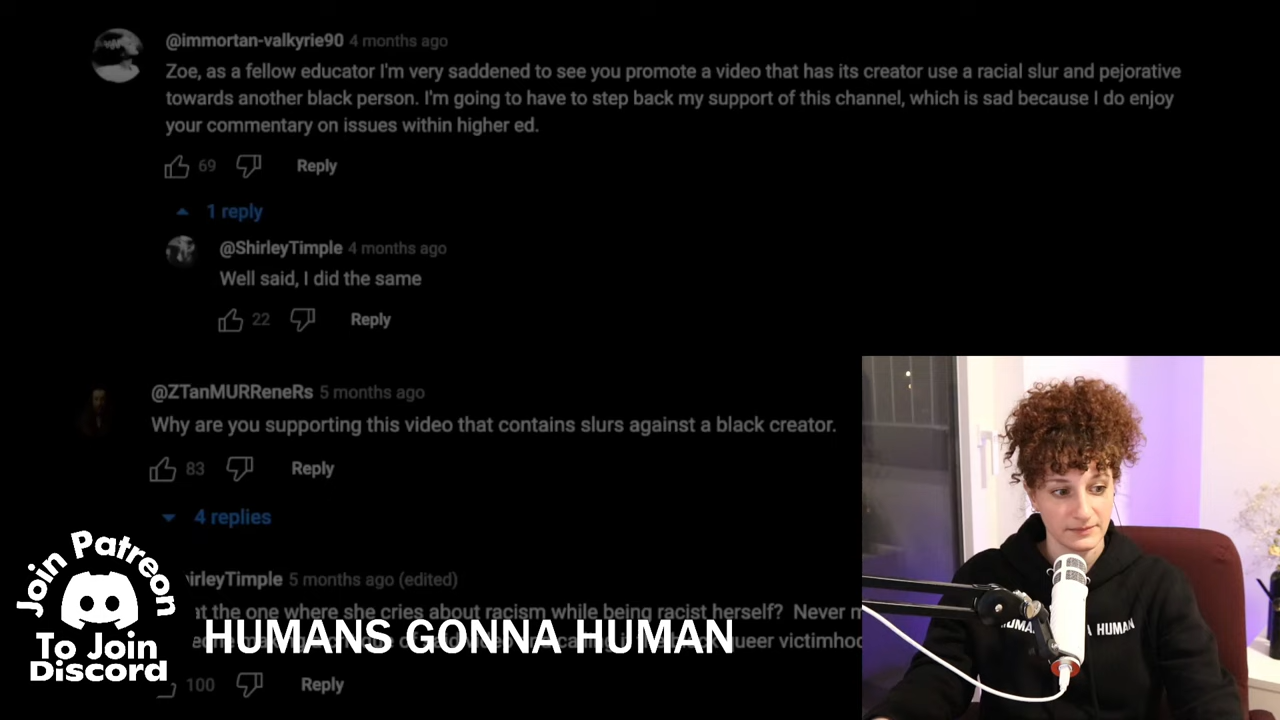 @immortan-valkyrie90 4 months ago
Zoe, as a fellow educator I'm very saddened to see you promote a video that has its creator use a racial slur and pejorative
towards another black person. I'm going to have to step back my support of this channel, which is sad because I do enjoy
your commentary on issues within higher ed.
69 Reply
1 reply
@ShirleyTimple 4 months ago
Well said, I did the same
22 Reply
@ZTanMURReneRs 5 months ago
Why are you supporting this video that contains slurs against a black creator.
83 Reply
4 replies
irleyTimple 5 months ago (edited)
the one where she cries about racism while being racist herself? Never
queer
100 Reply
Join Patreon
To Join
Discord
HUMANS GONNA HUMAN
HUMAN